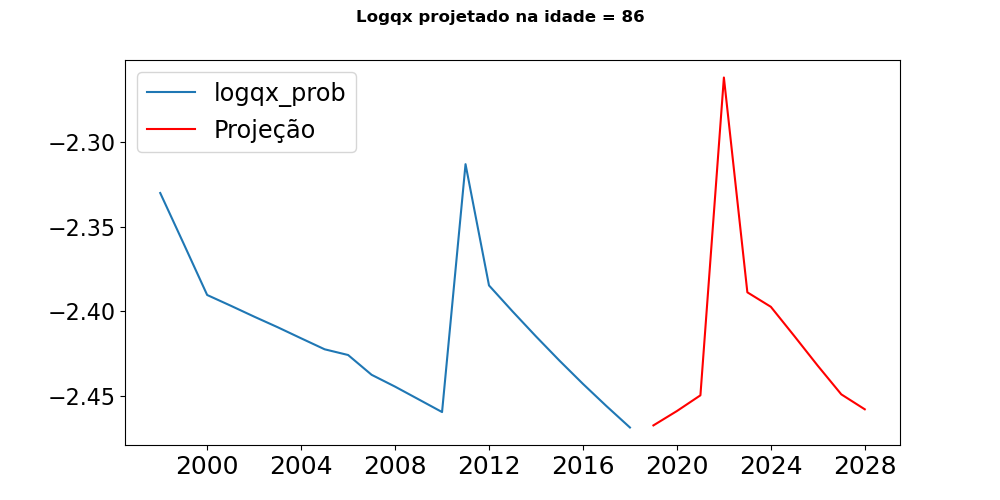 Logqx projetado na idade = 86
logqx_prob
Projeção
−2.30
−2.35
−2.40
−2.45
2000 2004 2008 2012 2016 2020 2024 2028